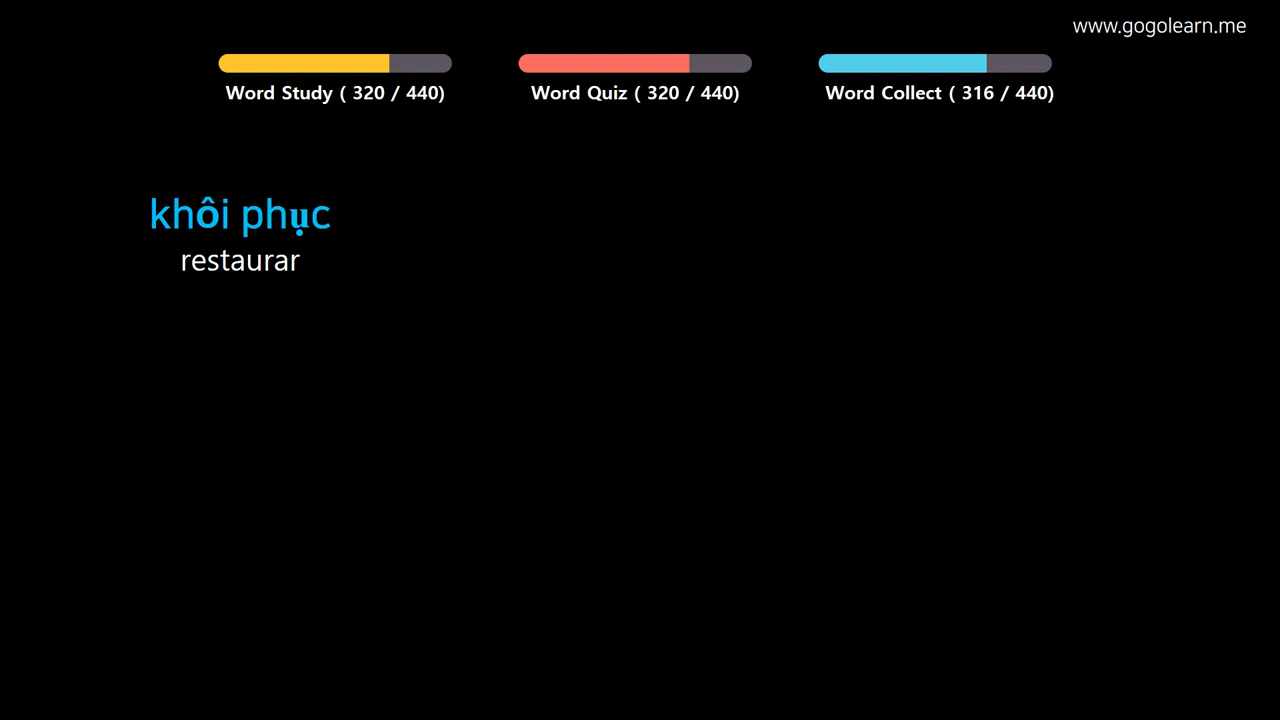 www.gogolearn.me
Word Study ( 320 / 440)
Word Quiz ( 320 / 440)
Word Collect ( 316 / 440)
khôi phục
restaurar